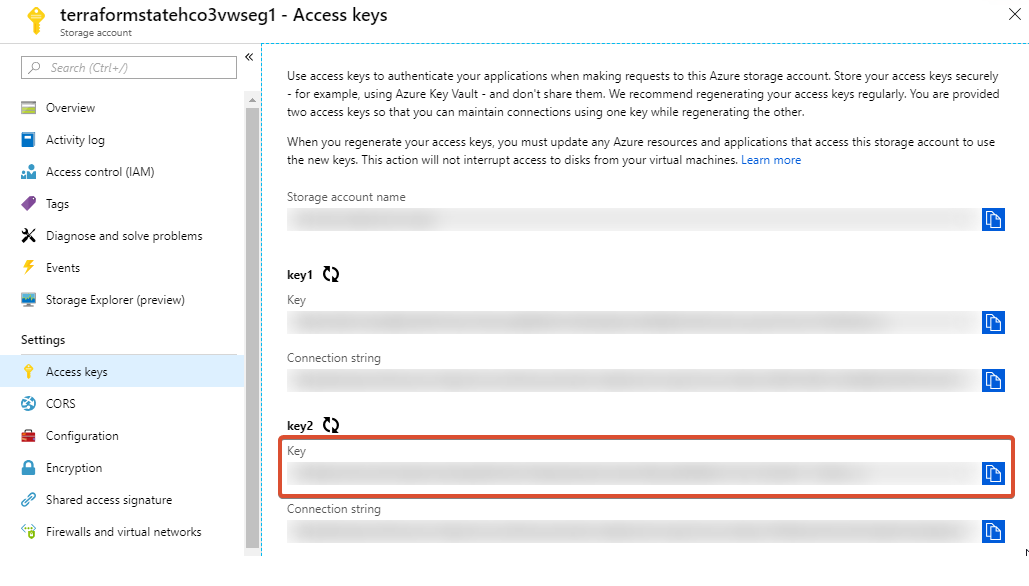 terraformstatehco3vwseg1 - Access keys
Storage account
Search (Ctrl+/)
Overview
Activity log
Access control (IAM)
Tags
Diagnose and solve problems
Events
Storage Explorer (preview)
Settings
Access keys
CORS
Configuration
Encryption
Shared access signature
Firewalls and virtual networks
Use access keys to authenticate your applications when making requests to this Azure storage account. Store your access keys securely
- for example, using Azure Key Vault - and don't share them. We recommend regenerating your access keys regularly. You are provided
two access keys so that you can maintain connections using one key while regenerating the other.
When you regenerate your access keys, you must update any Azure resources and applications that access this storage account to use
the new keys. This action will not interrupt access to disks from your virtual machines. Learn more
Storage account name
key1
Key
Connection string
key2
Key
Connection string